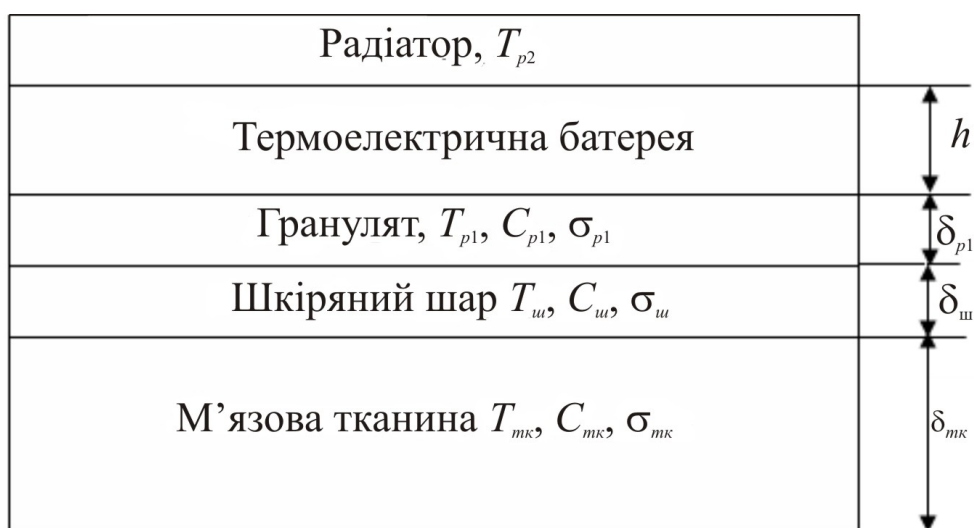 Радіатор, Tр2
Термоелектрична батерея
h
Гранулят, Tр1, Cр1, σр1
δр1
Шкіряний шар Tш, Cш, σш
δш
М’язова тканина Tтк, Cтк, σтк
δтк